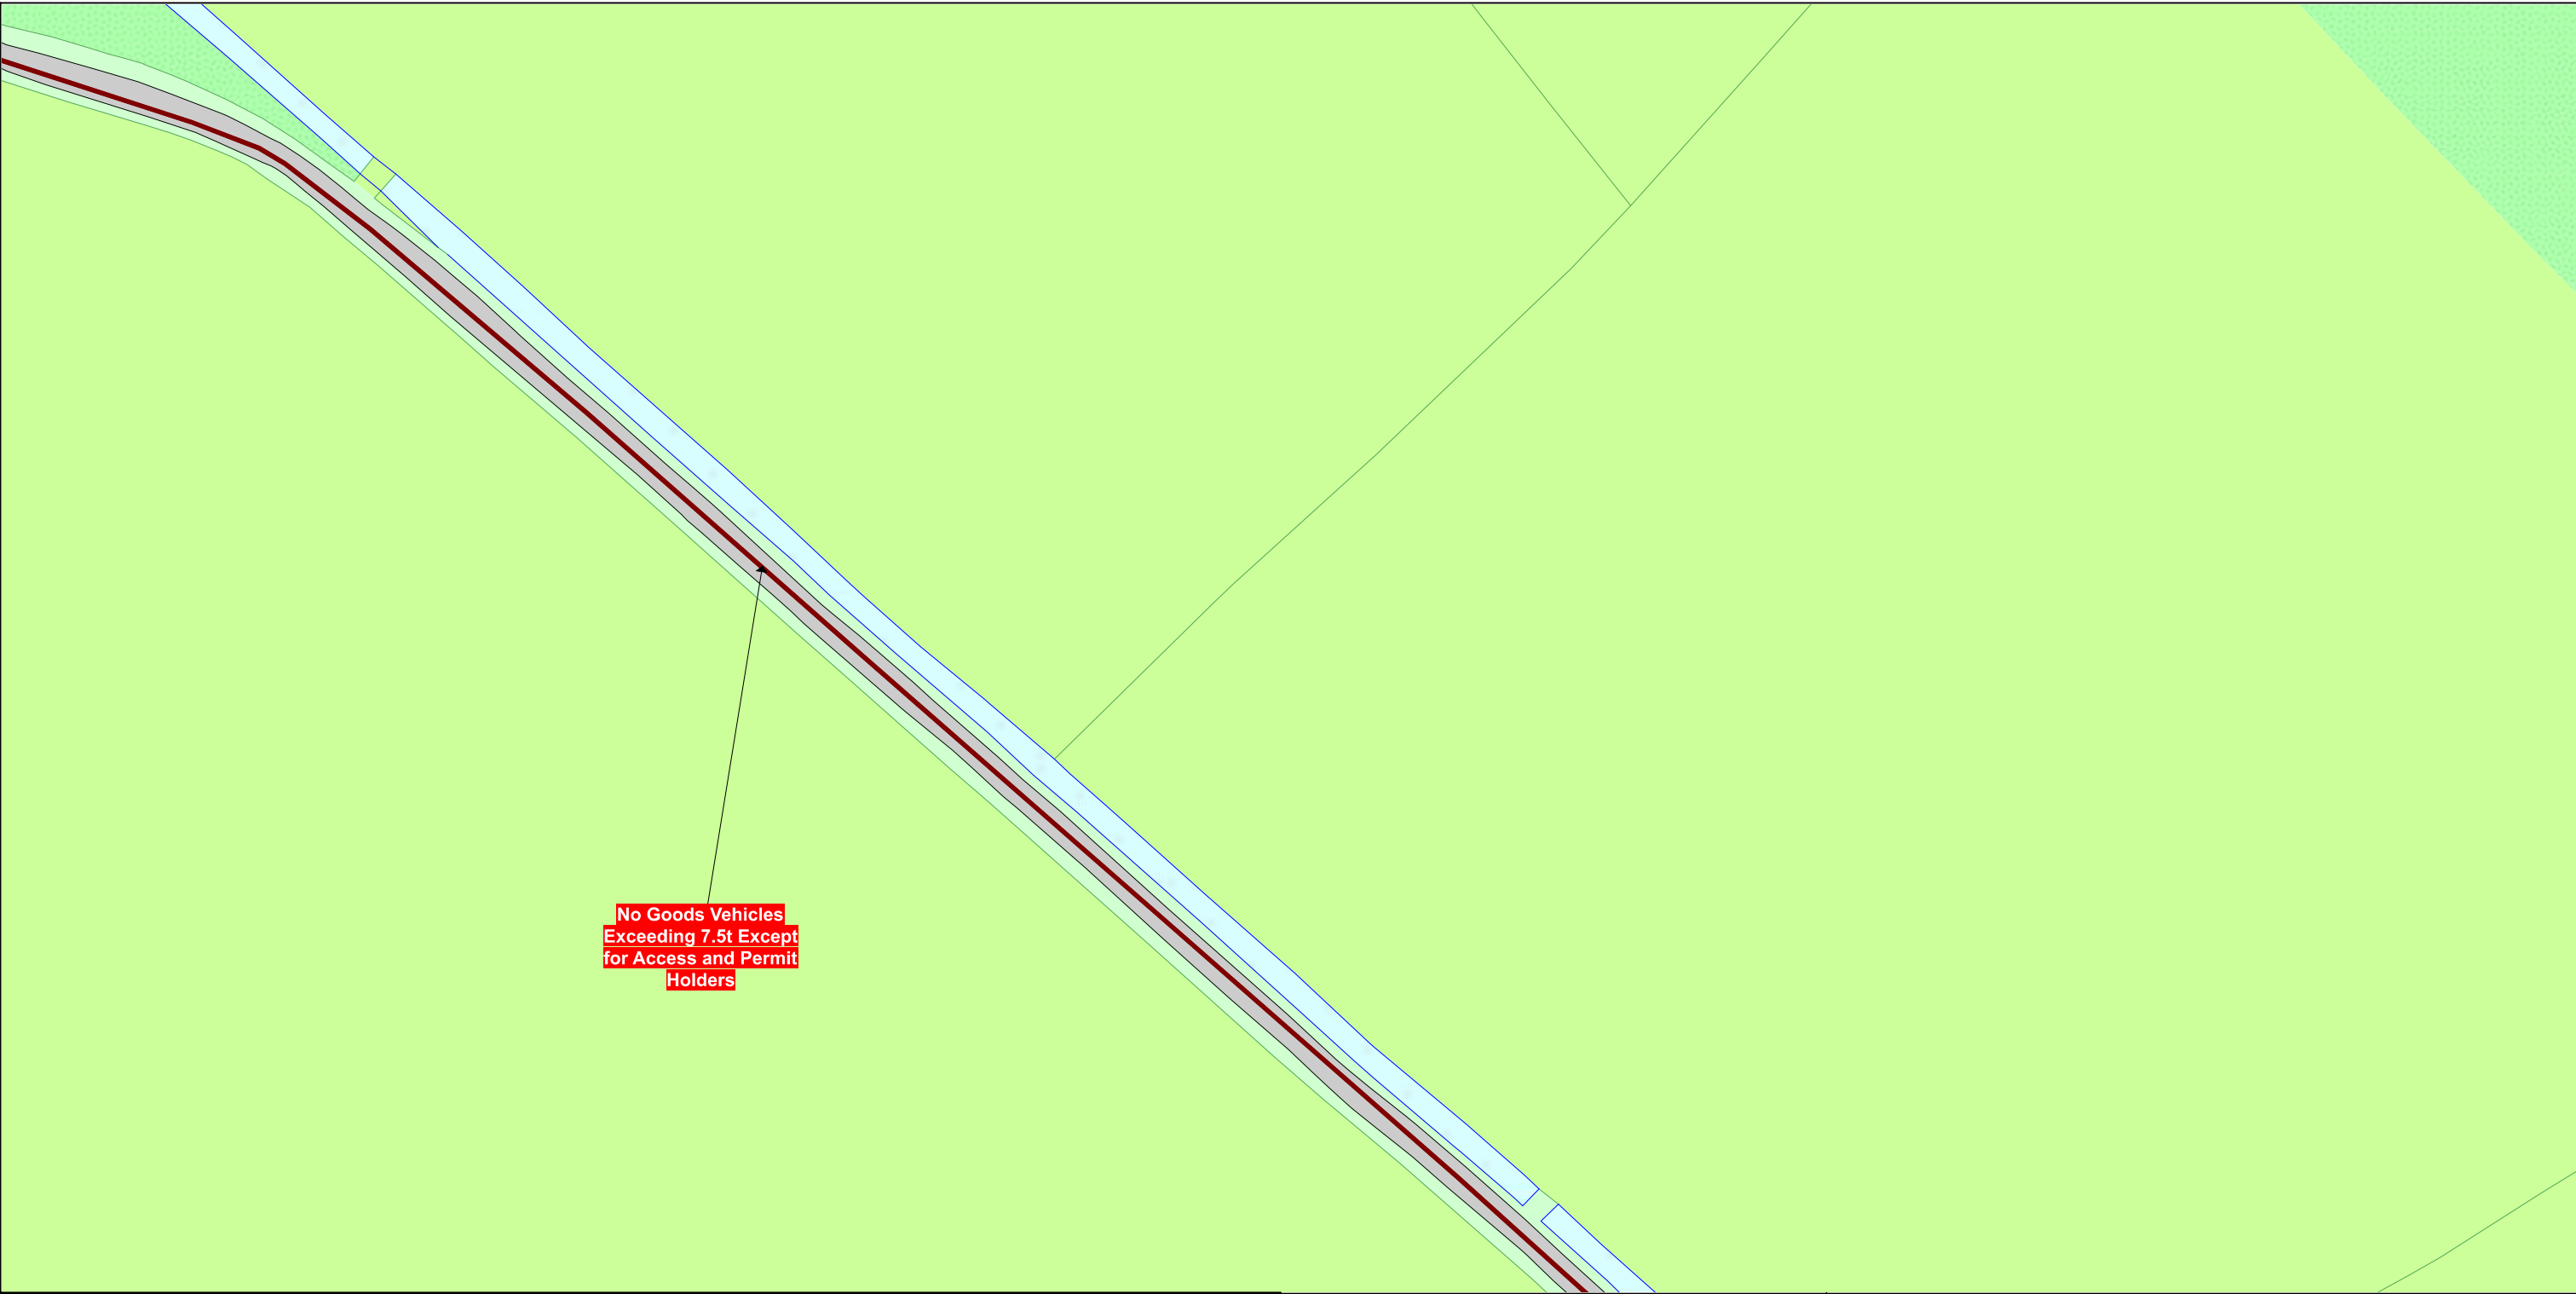 No Goods Vehicles
Exceeding 7.5t Except
for Access and Permit
Holders